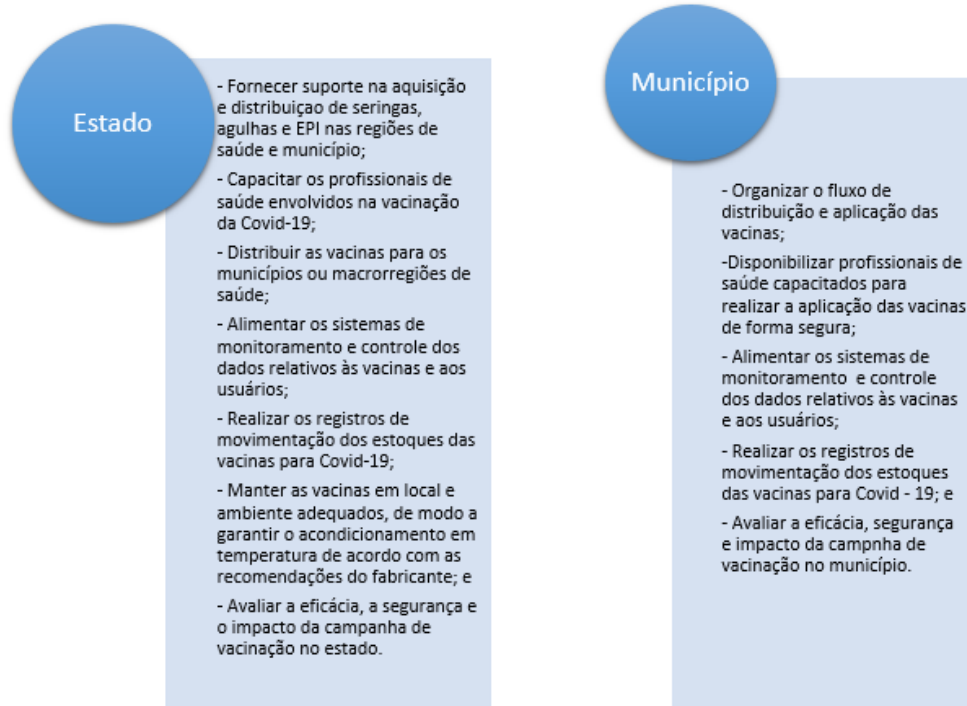 Estado
- Fornecer suporte na aquisição
e distribuiçao de seringas,
agulhas e EPI nas regiões de
saúde e município;
- Capacitar os profissionais de
saúde envolvidos na vacinação
da Covid-19;
- Distribuir as vacinas para os
municípios ou macrorregiões de
saúde;
- Alimentar os sistemas de
monitoramento e controle dos
dados relativos às vacinas e aos
usuários;
- Realizar os registros de
movimentação dos estoques das
vacinas para Covid-19;
- Manter as vacinas em local e
ambiente adequados, de modo a
garantir o acondicionamento em
temperatura de acordo com as
recomendações do fabricante; e
- Avaliar a eficácia, a segurança e
o impacto da campanha de
vacinação no estado.
Município
- Organizar o fluxo de
distribuição e aplicação das
vacinas;
-Disponibilizar profissionais de
saúde capacitados para
realizar a aplicação das vacinas
de forma segura;
- Alimentar os sistemas de
monitoramento e controle
dos dados relativos às vacinas
e aos usuários;
- Realizar os registros de
movimentação dos estoques
das vacinas para Covid - 19; e
- Avaliar a eficácia, segurança
e impacto da campnha de
vacinação no município.